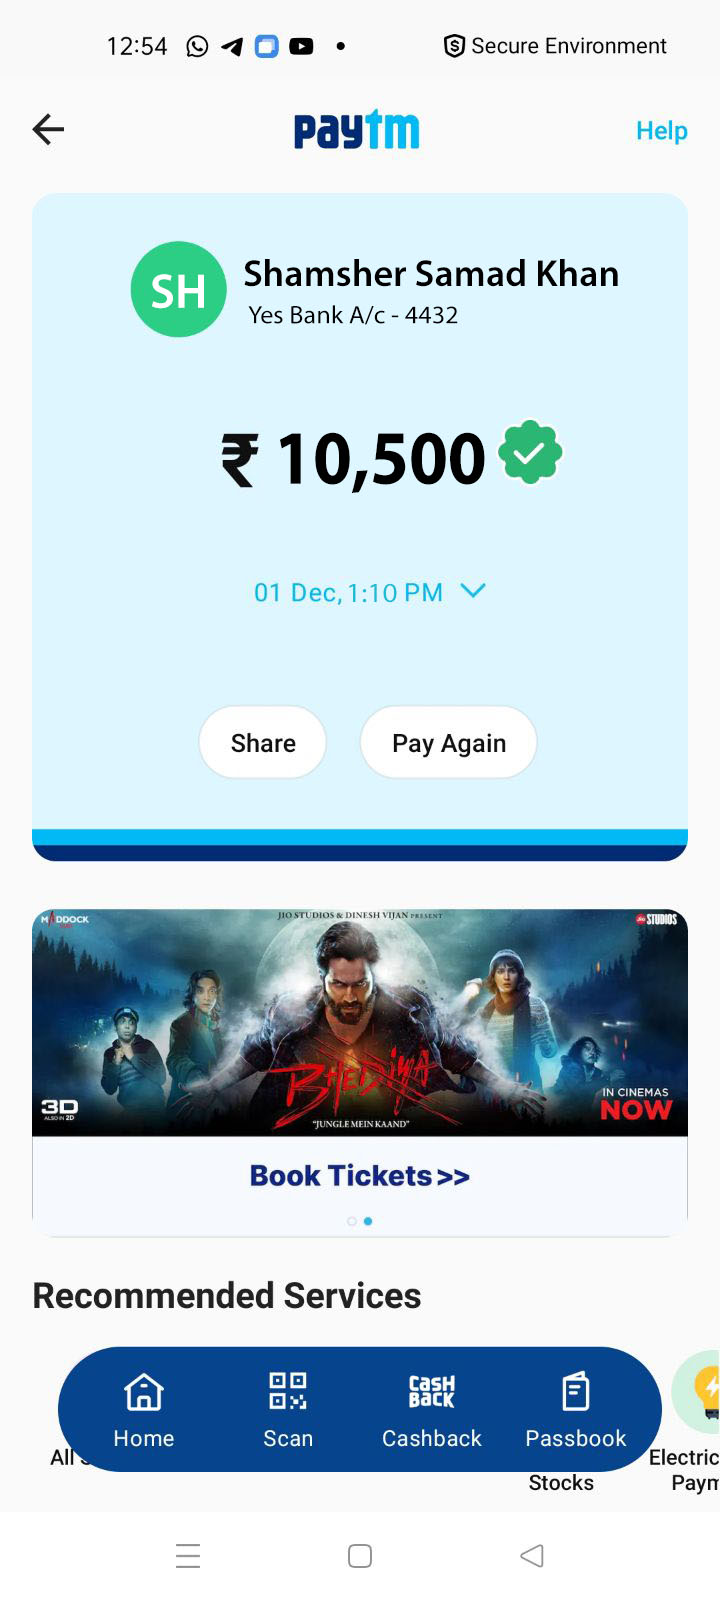 12:54 Secure Environment
paytm Help
SH Shamsher Samad Khan
Yes Bank A/c - 4432
₹ 10,500
01 Dec, 1:10 PM
Share Pay Again
MADDOCK JIO STUDIOS & DINESH VIJAN PRESENT JIO STUDIOS
BHEDIYA
3D
ALSO IN 2D
"JUNGLE MEIN KAAND"
IN CINEMAS
NOW
Book Tickets >>
Recommended Services
CASH
BACK
Home Scan Cashback Passbook
All Electric
Stocks Paym